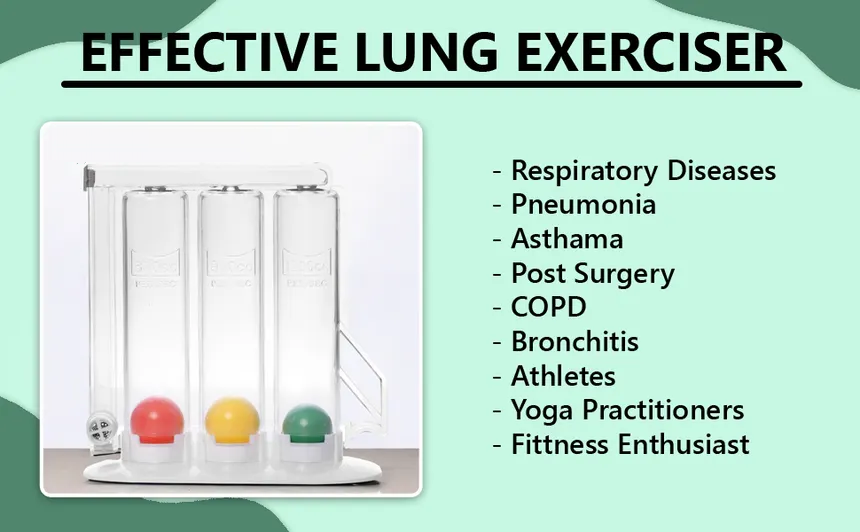 EFFECTIVE LUNG EXERCISER
- Respiratory Diseases
- Pneumonia
- Asthama
- Post Surgery
- COPD
- Bronchitis
- Athletes
- Yoga Practitioners
- Fittness Enthusiast